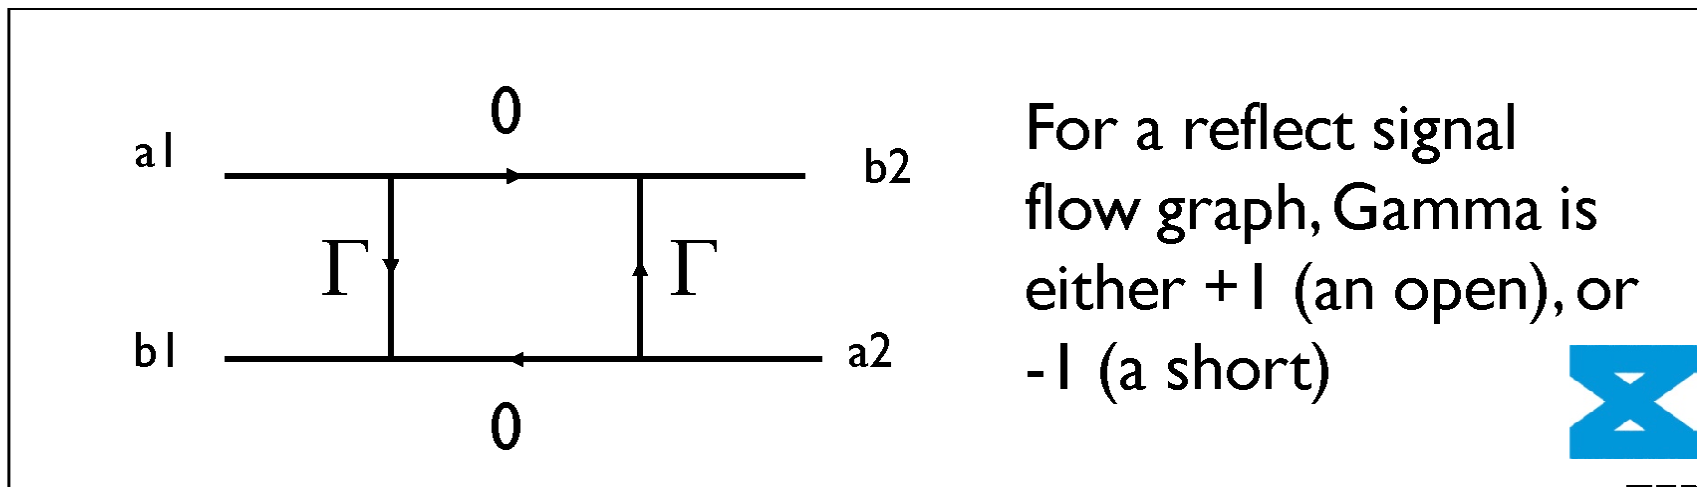 0
a1
b2
Γ
Γ
b1
a2
0
For a reflect signal
flow graph, Gamma is
either +1 (an open), or
-1 (a short)